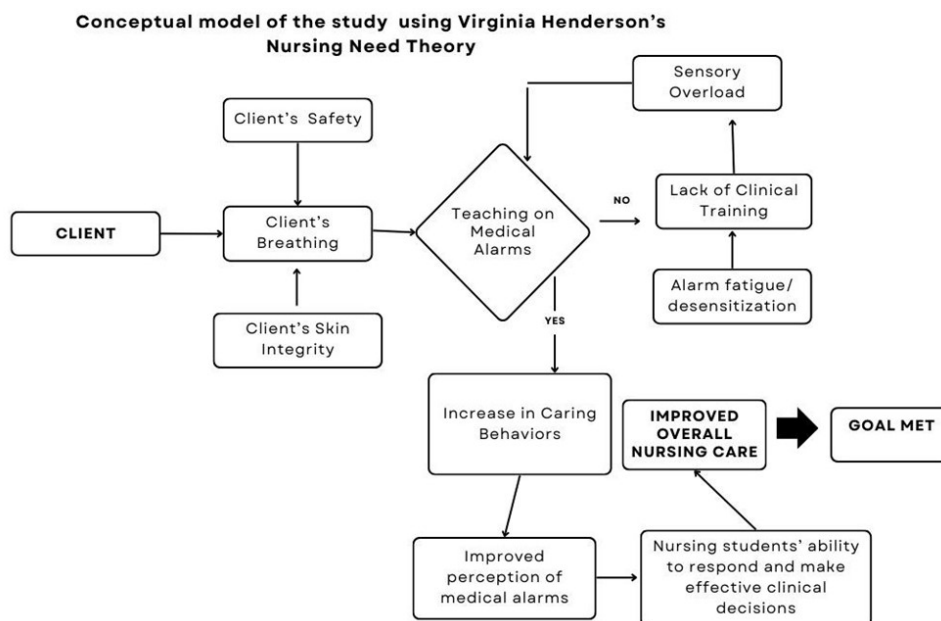 Conceptual model of the study using Virginia Henderson's
Nursing Need Theory
Sensory
Overload
Client's Safety
Teaching on
Medical
Alarms
NO
Lack of Clinical
Training
CLIENT
Client's
Breathing
Alarm fatigue/
desensitization
Client's Skin
Integrity
YES
Increase in Caring
Behaviors
IMPROVED
OVERALL
NURSING CARE
GOAL MET
Improved
perception of
medical alarms
Nursing students' ability
to respond and make
effective clinical
decisions